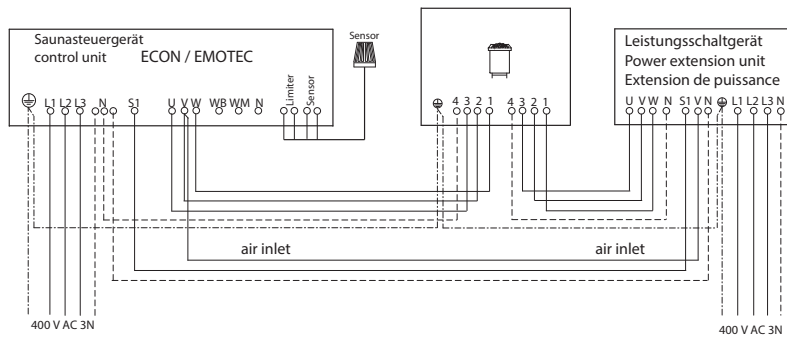 Saunasteuergerät
control unit ECON / EMOTEC
L1 L2 L3 N S1 U V W WB WM N
Limiter
Sensor
Sensor
4 3 2 1 4 3 2 1
Leistungsschaltgerät
Power extension unit
Extension de puissance
U V W N S1 V N L1 L2 L3 N
air inlet air inlet
400 V AC 3N
400 V AC 3N